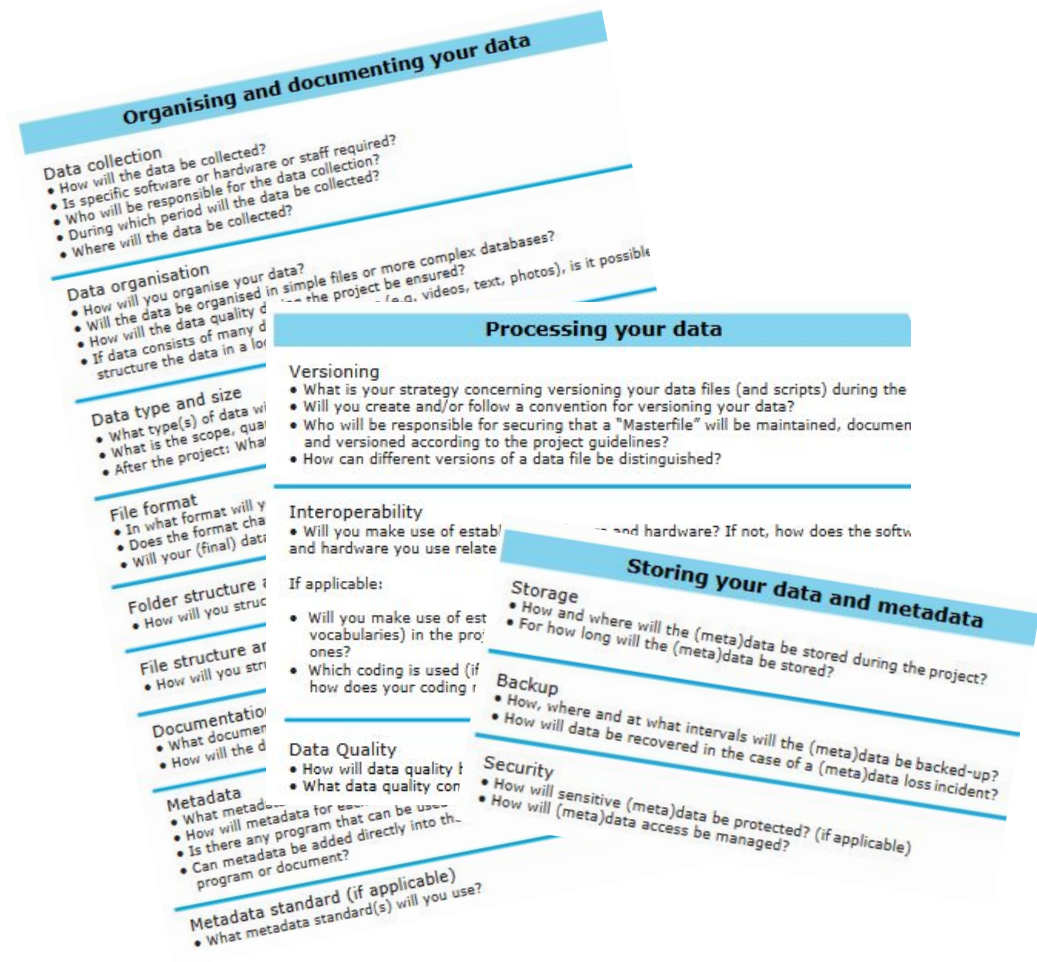 Organising and documenting your data
Data collection
• How will the data be collected?
• Is specific software or hardware or staff required?
• Who will be responsible for the data collection?
• During which period will the data be collected?
• Where will the data be collected?
Data organisation
• How will you organise your data?
• Will the data be organised in simple files or more complex databases?
• How will the data quality d the project be ensured?
• If data consists of many d (e.g. videos, text, photos), is it possible
structure the data in a lo
Data type and size
• What type(s) of data wi
• What is the scope, qua
• After the project: Wha
File format
• In what format will y
• Does the format cha
• Will your (final) data
Folder structure a
• How will you struc
File structure an
• How will you stru
Documentation
• What documen
• How will the d
Metadata
• What metada
• How will metadata for each
• Is there any program that can be used
• Can metadata be added directly into th
program or document?
Metadata standard (if applicable)
• What metadata standard(s) will you use?
Processing your data
Versioning
• What is your strategy concerning versioning your data files (and scripts) during the
• Will you create and/or follow a convention for versioning your data?
• Who will be responsible for securing that a “Masterfile” will be maintained, documen
and versioned according to the project guidelines?
• How can different versions of a data file be distinguished?
Interoperability
• Will you make use of establ and hardware? If not, how does the softw
and hardware you use relate
If applicable:
• Will you make use of est
vocabularies) in the pro
ones?
• Which coding is used (if
how does your coding r
Data Quality
• How will data quality b
• What data quality con
Storing your data and metadata
Storage
• How and where will the (meta)data be stored during the project?
• For how long will the (meta)data be stored?
Backup
• How, where and at what intervals will the (meta)data be backed-up?
• How will data be recovered in the case of a (meta)data loss incident?
Security
• How will sensitive (meta)data be protected? (if applicable)
• How will (meta)data access be managed?